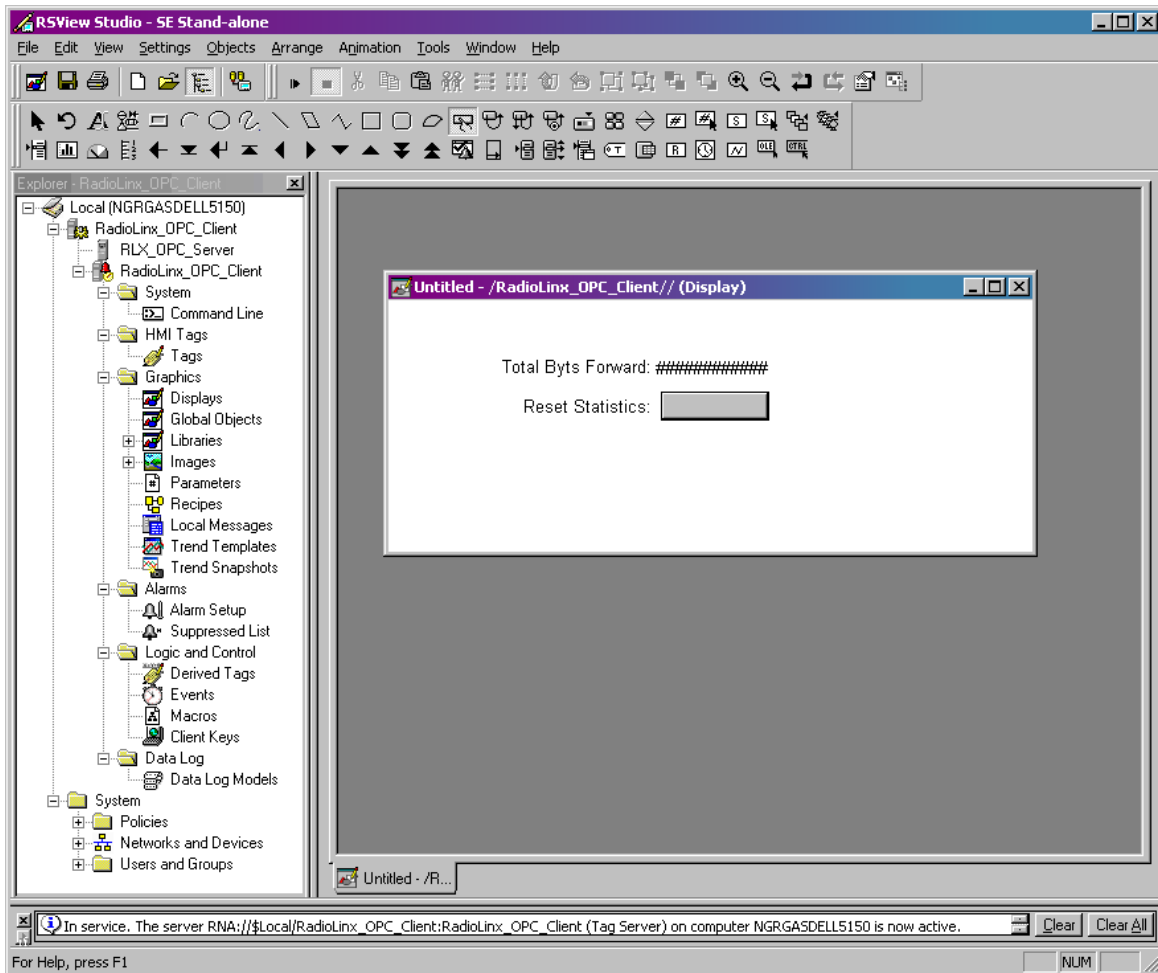 RSView Studio - SE Stand-alone
File Edit View Settings Objects Arrange Animation Tools Window Help
Explorer - RadioLinx_OPC_Client
Local (NGRGASDELL5150)
RadioLinx_OPC_Client
RLX_OPC_Server
RadioLinx_OPC_Client
System
Command Line
HMI Tags
Tags
Graphics
Displays
Global Objects
Libraries
Images
Parameters
Recipes
Local Messages
Trend Templates
Trend Snapshots
Alarms
Alarm Setup
Suppressed List
Logic and Control
Derived Tags
Events
Macros
Client Keys
Data Log
Data Log Models
System
Policies
Networks and Devices
Users and Groups
Untitled - /RadioLinx_OPC_Client// (Display)
Total Byts Forward: #############
Reset Statistics:
Untitled - /R...
In service. The server RNA://$Local/RadioLinx_OPC_Client:RadioLinx_OPC_Client (Tag Server) on computer NGRGASDELL5150 is now active.
Clear Clear All
For Help, press F1
NUM